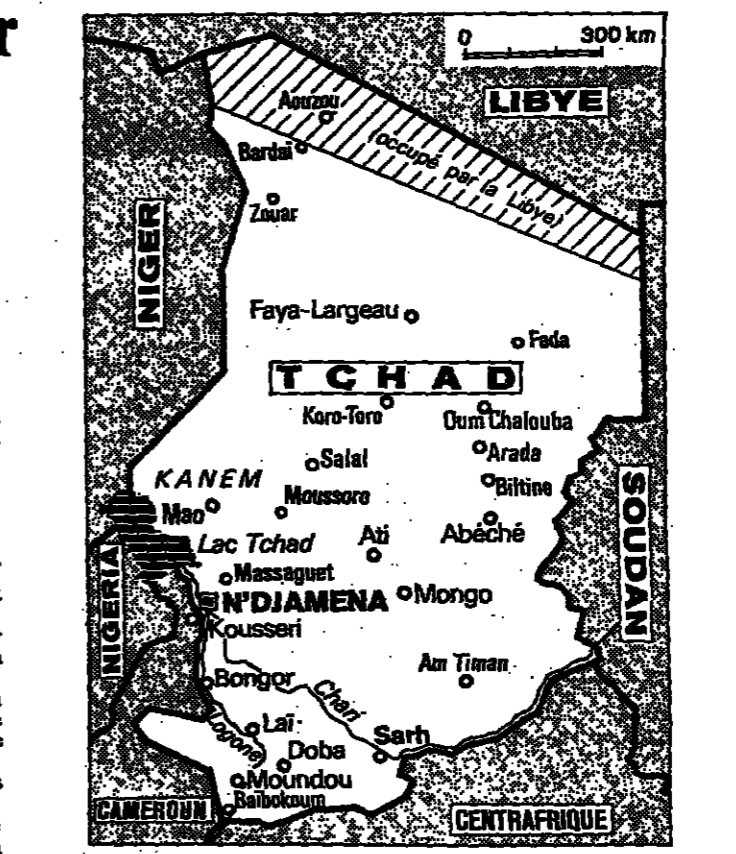 r
0 300 km
LIBYE
Aouzou
(occupé par la Libye)
Bardaï
Zouar
NIGER
Faya-Largeau
Fada
TCHAD
Koro-Toro
Oum Chalouba
Arada
Salal
KANEM
Biltine
Moussoro
Mao
SOUDAN
Abéché
Ati
Lac Tchad
Massaguet
N'DJAMENA
Mongo
NIGERIA
Kousseri
Am Timan
Bongor
Chari
Logone
Laï
Sarh
Doba
Moundou
Baïbokoum
CAMEROUN
CENTRAFRIQUE